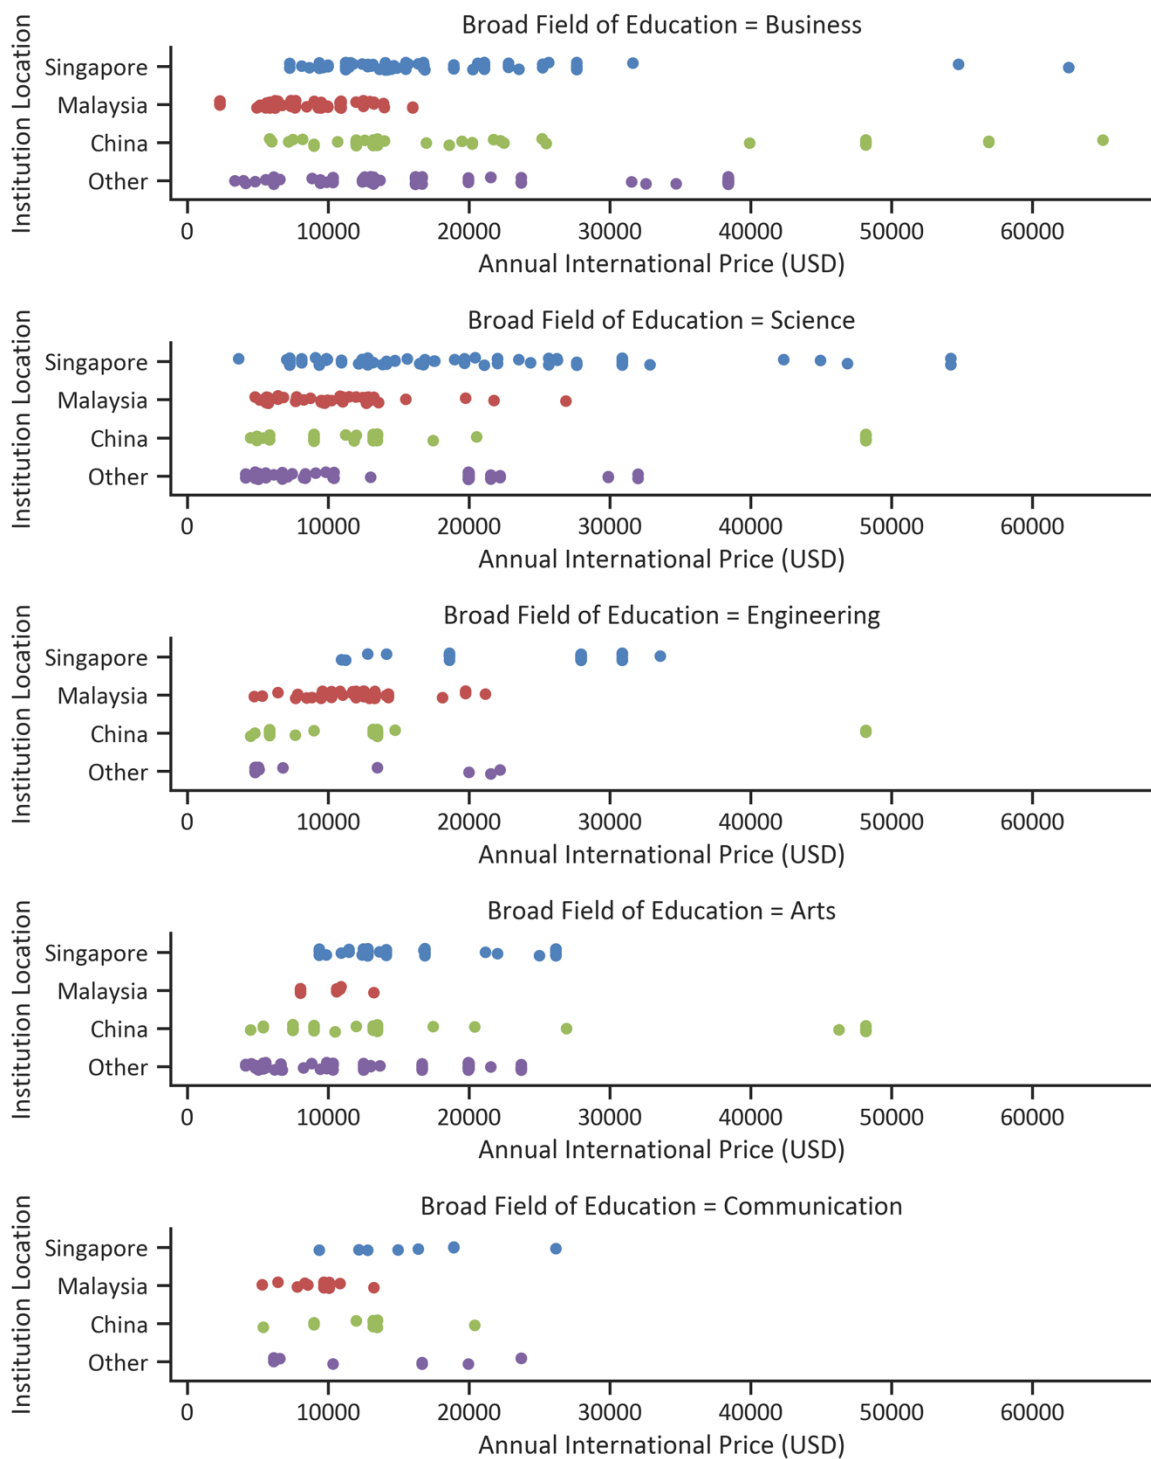 Broad Field of Education = Business
Institution Location
Singapore
Malaysia
China
Other
0 10000 20000 30000 40000 50000 60000
Annual International Price (USD)
Broad Field of Education = Science
Institution Location
Singapore
Malaysia
China
Other
0 10000 20000 30000 40000 50000 60000
Annual International Price (USD)
Broad Field of Education = Engineering
Institution Location
Singapore
Malaysia
China
Other
0 10000 20000 30000 40000 50000 60000
Annual International Price (USD)
Broad Field of Education = Arts
Institution Location
Singapore
Malaysia
China
Other
0 10000 20000 30000 40000 50000 60000
Annual International Price (USD)
Broad Field of Education = Communication
Institution Location
Singapore
Malaysia
China
Other
0 10000 20000 30000 40000 50000 60000
Annual International Price (USD)